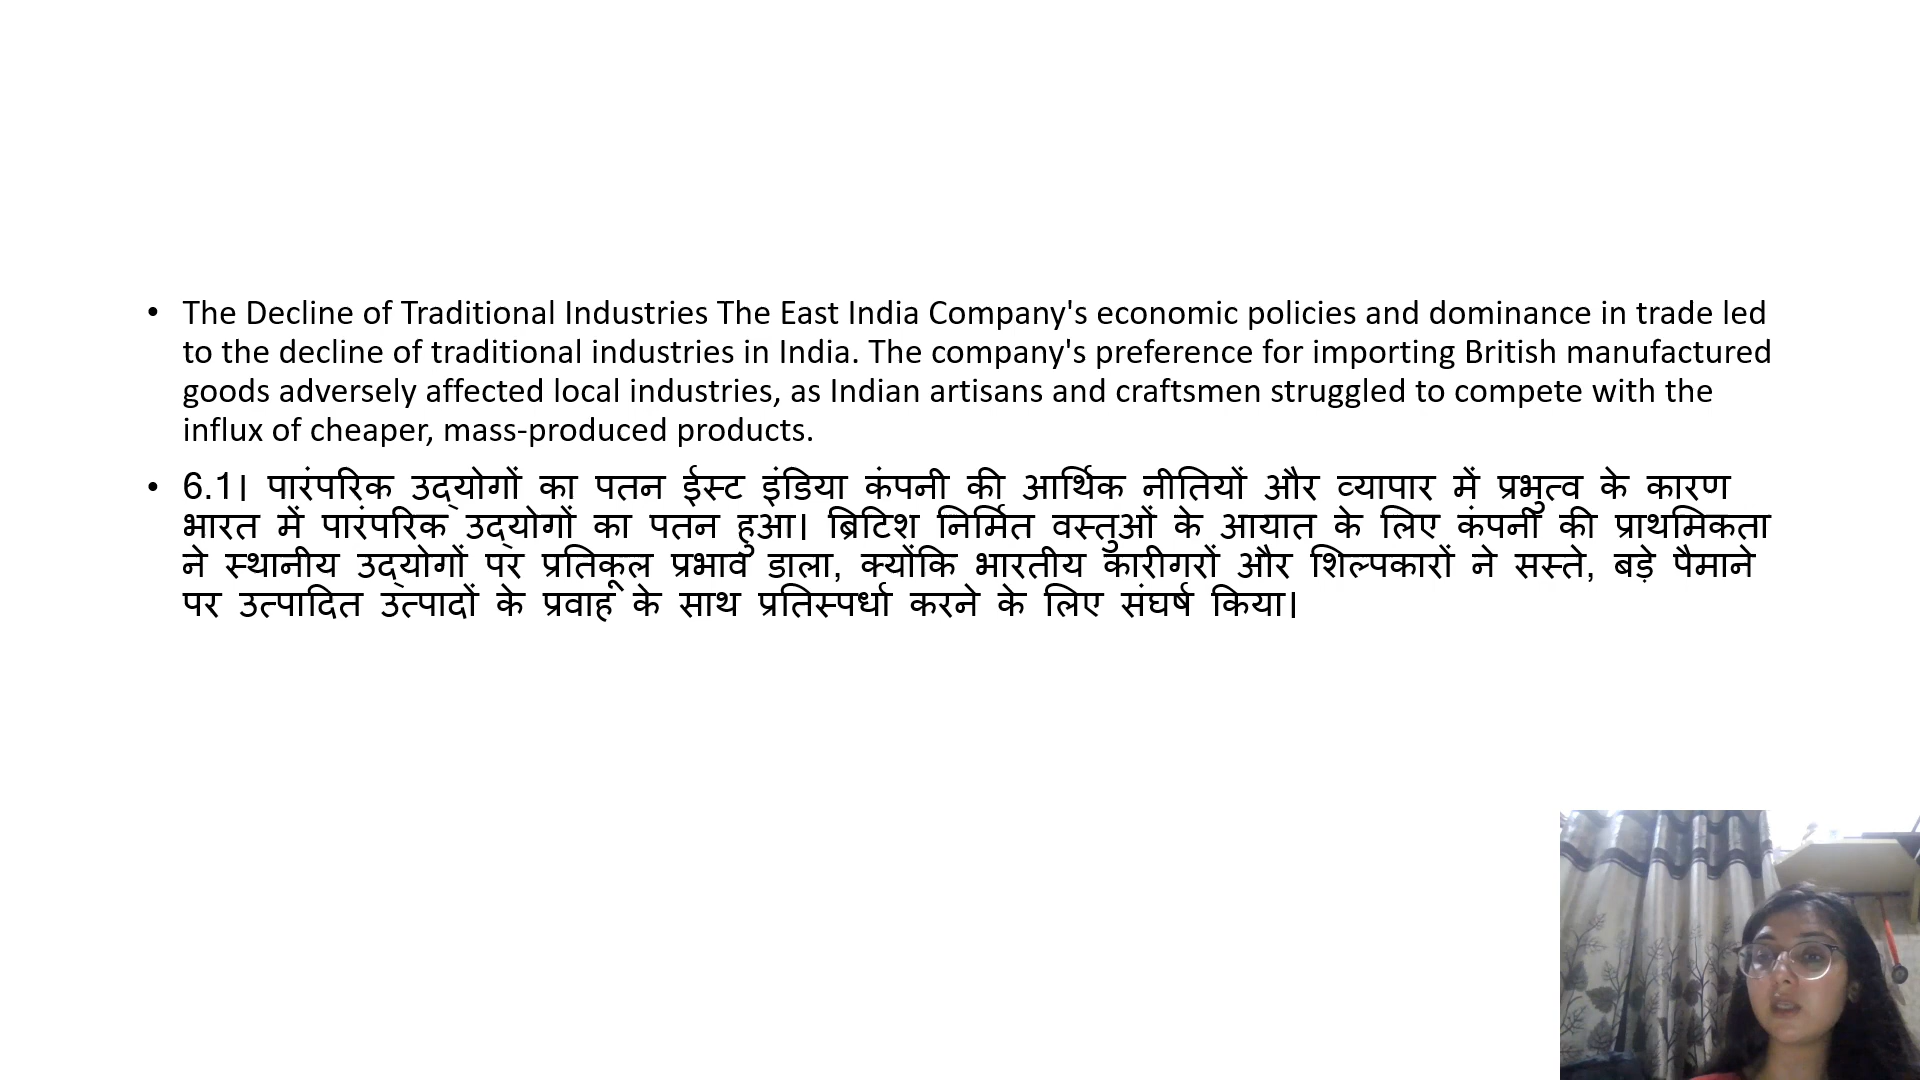 • The Decline of Traditional Industries The East India Company's economic policies and dominance in trade led
to the decline of traditional industries in India. The company's preference for importing British manufactured
goods adversely affected local industries, as Indian artisans and craftsmen struggled to compete with the
influx of cheaper, mass-produced products.
• 6.1। पारंपरिक उद्योगों का पतन ईस्ट इंडिया कंपनी की आर्थिक नीतियों और व्यापार में प्रभुत्व के कारण
भारत में पारंपरिक उद्योगों का पतन हुआ। ब्रिटिश निर्मित वस्तुओं के आयात के लिए कंपनी की प्राथमिकता
ने स्थानीय उद्योगों पर प्रतिकूल प्रभाव डाला, क्योंकि भारतीय कारीगरों और शिल्पकारों ने सस्ते, बड़े पैमाने
पर उत्पादित उत्पादों के प्रवाह के साथ प्रतिस्पर्धा करने के लिए संघर्ष किया।